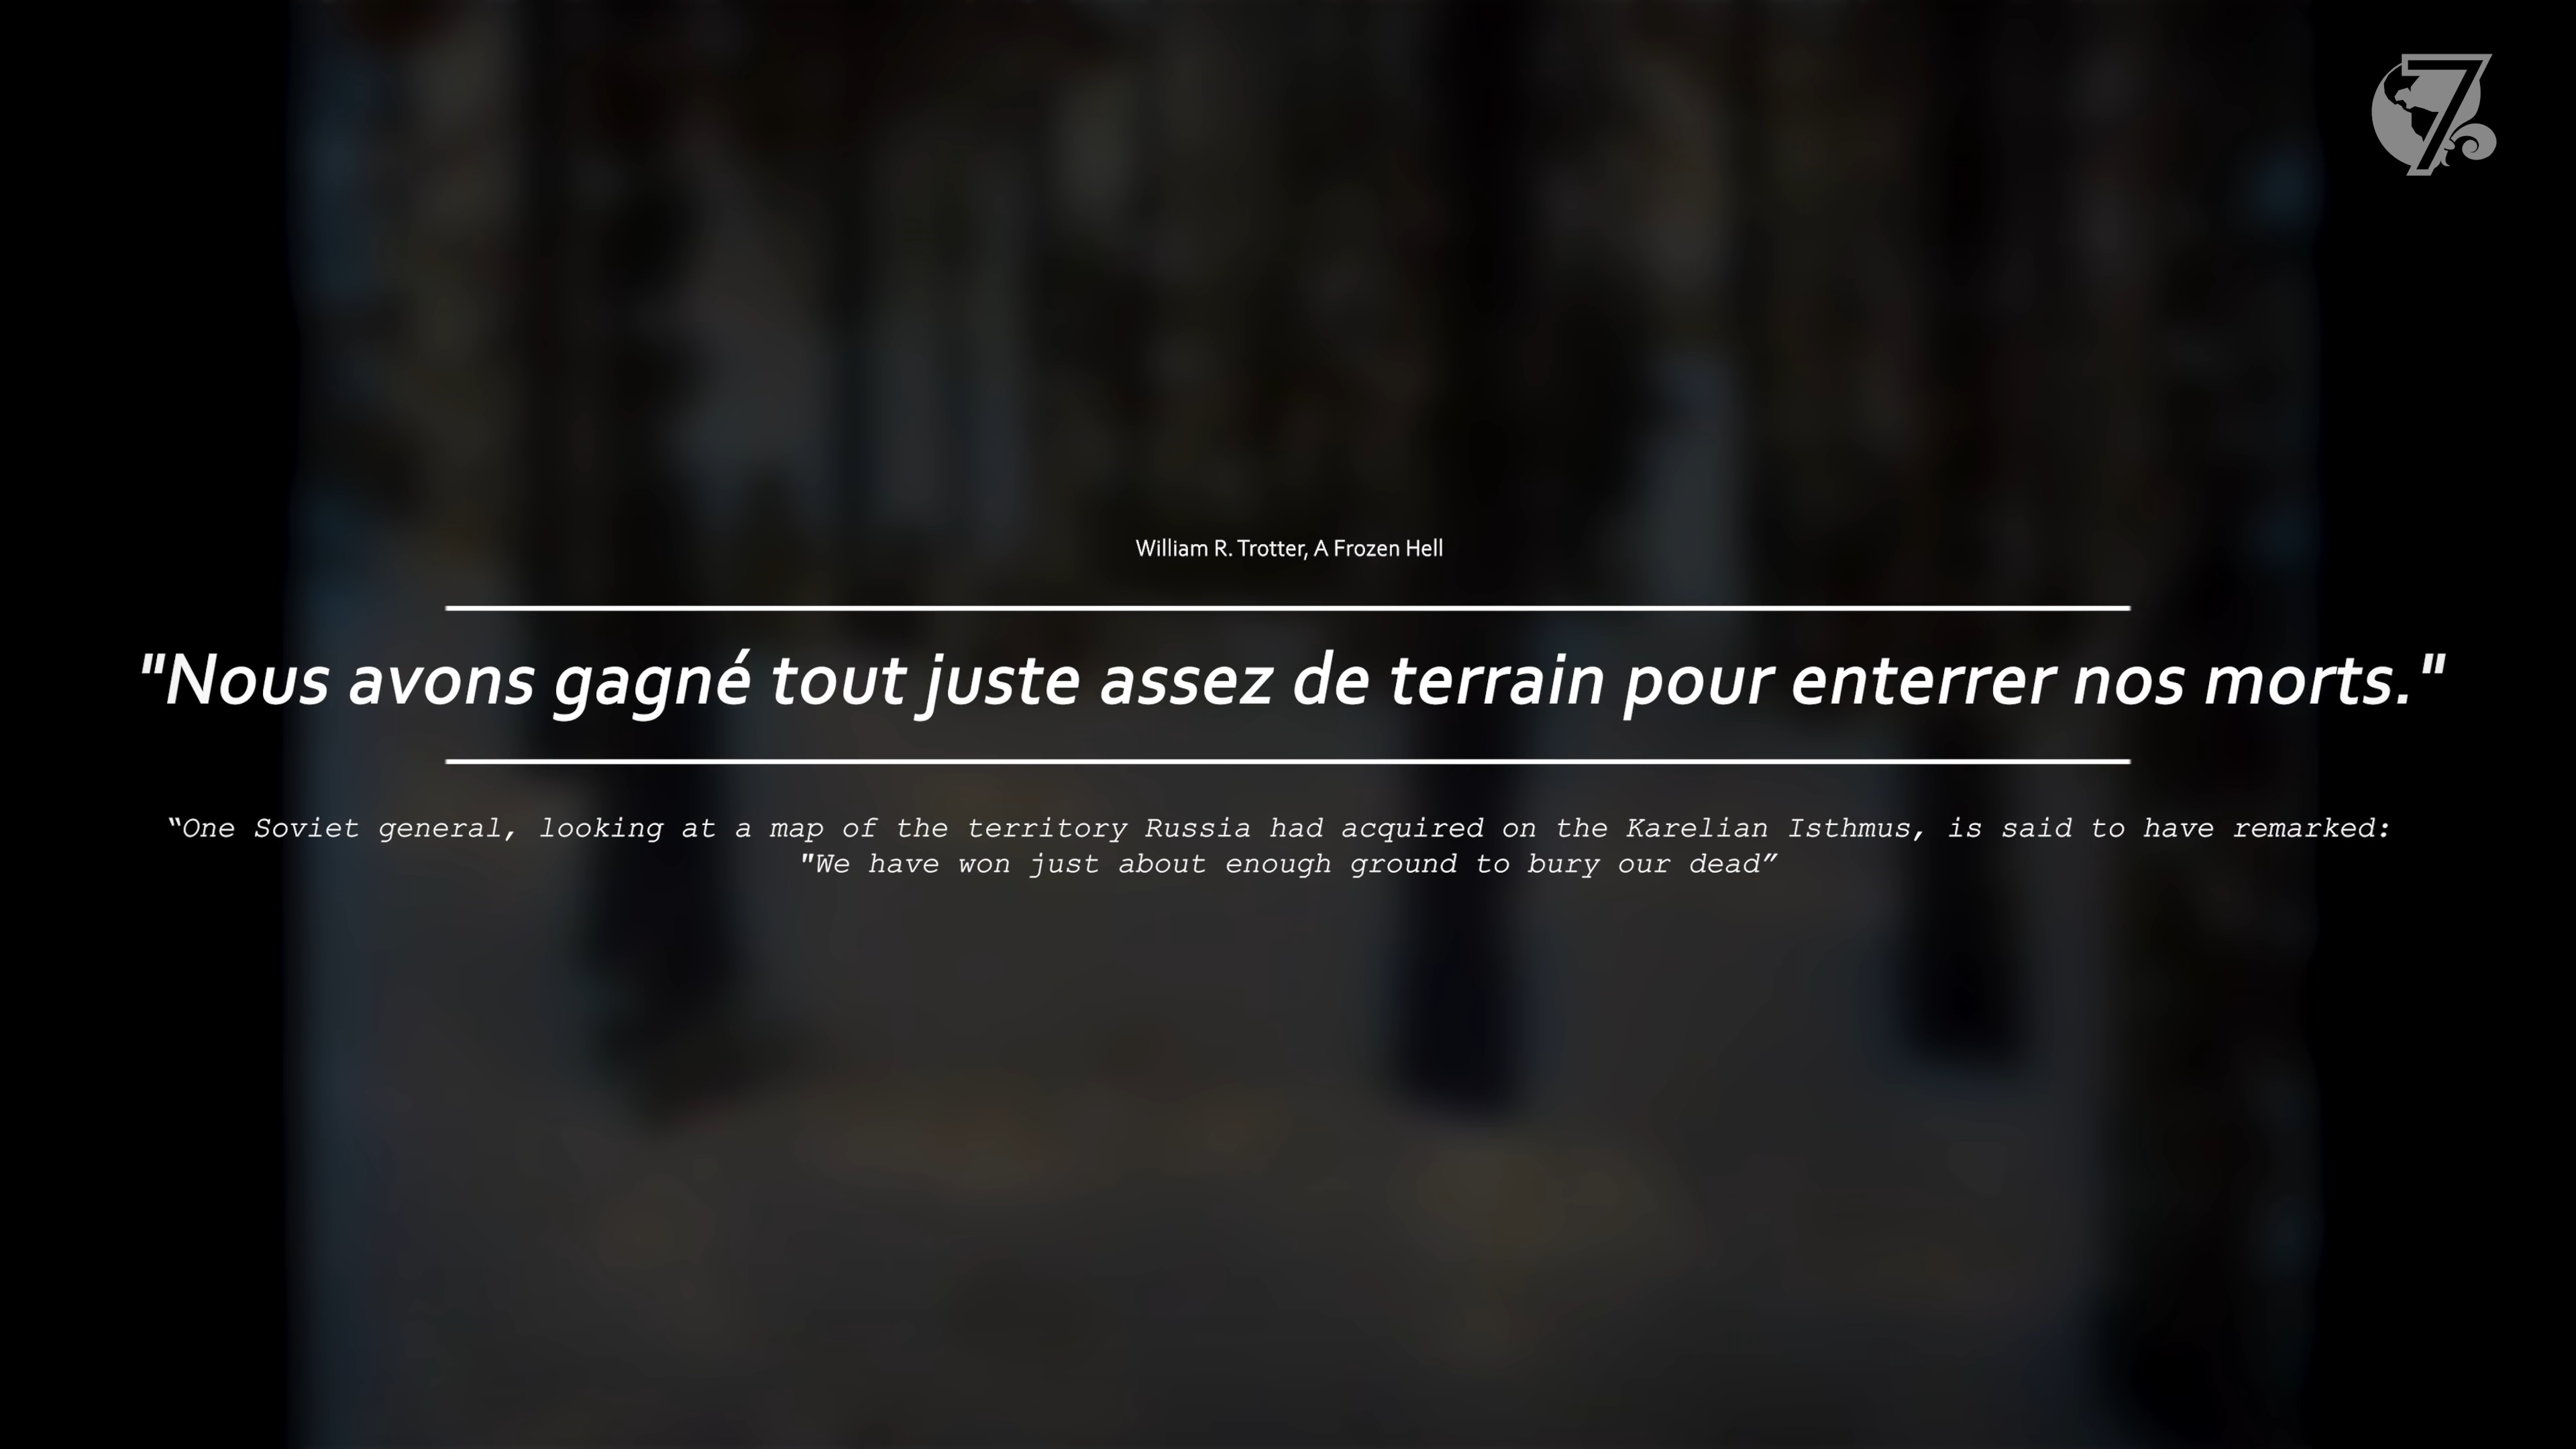 7
William R. Trotter, A Frozen Hell
"Nous avons gagné tout juste assez de terrain pour enterrer nos morts."
“One Soviet general, looking at a map of the territory Russia had acquired on the Karelian Isthmus, is said to have remarked:
"We have won just about enough ground to bury our dead”